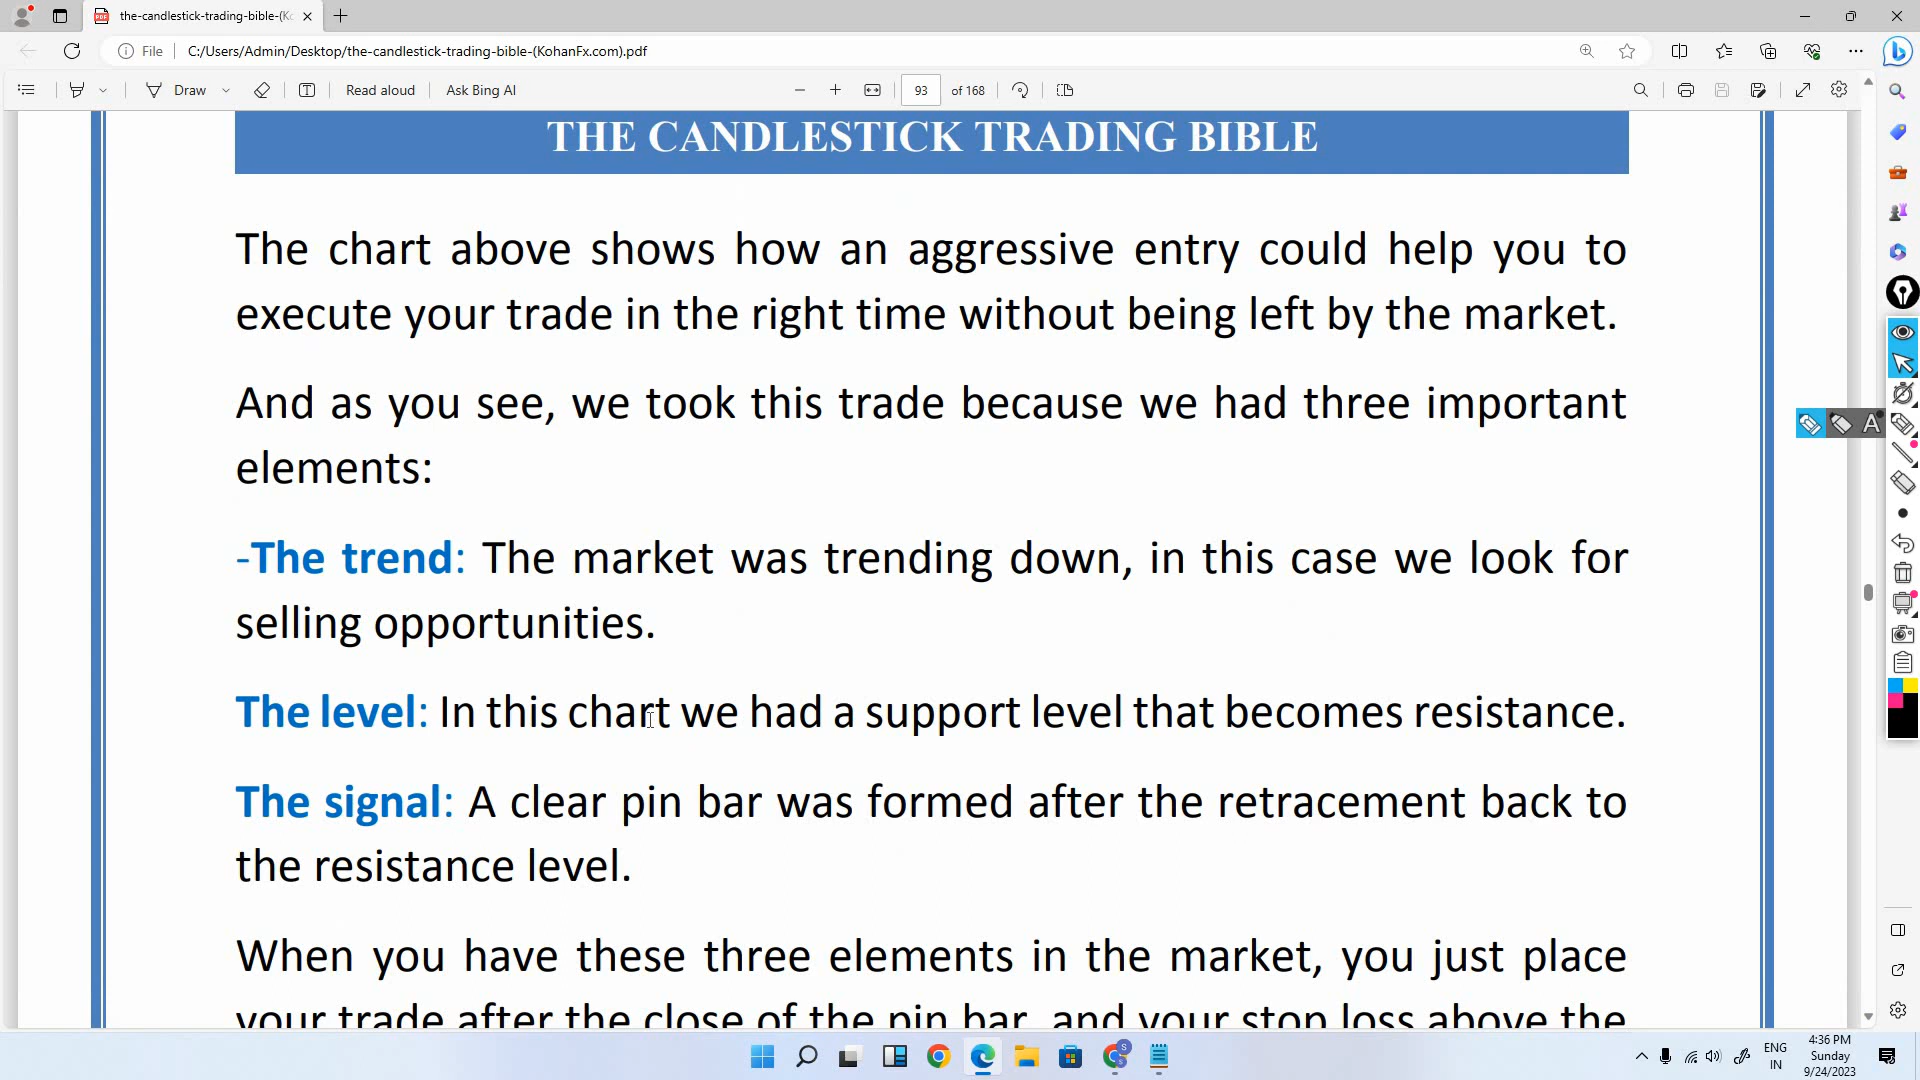 the-candlestick-trading-bible-(Ko
File
C:/Users/Admin/Desktop/the-candlestick-trading-bible-(KohanFx.com).pdf
Draw
Read aloud
Ask Bing AI
93
of 168
THE CANDLESTICK TRADING BIBLE
The chart above shows how an aggressive entry could help you to
execute your trade in the right time without being left by the market.
And as you see, we took this trade because we had three important
elements:
-The trend: The market was trending down, in this case we look for
selling opportunities.
The level: In this chart we had a support level that becomes resistance.
The signal: A clear pin bar was formed after the retracement back to
the resistance level.
When you have these three elements in the market, you just place
your trade after the close of the pin bar, and your stop loss above the
A
ENG
IN
4:36 PM
Sunday
9/24/2023